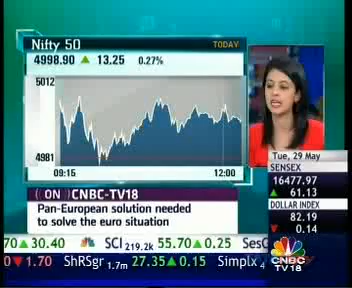 Nifty 50
TODAY
4998.90 ▲ 13.25 0.27%
5012
4981
09:15
12:00
ON CNBC-TV18
Pan-European solution needed
to solve the euro situation
Tue, 29 May
SENSEX
16477.97
▲ 61.13
DOLLAR INDEX
82.19
▼ 0.14
70 ▲ 30.40 SCI 219.2k 55.70 ▲ 0.25 SesG
0 ▼ 1.70 ShRSgr 1.7m 27.35 ▲ 0.15 Simplx 4
CNBC
TV18